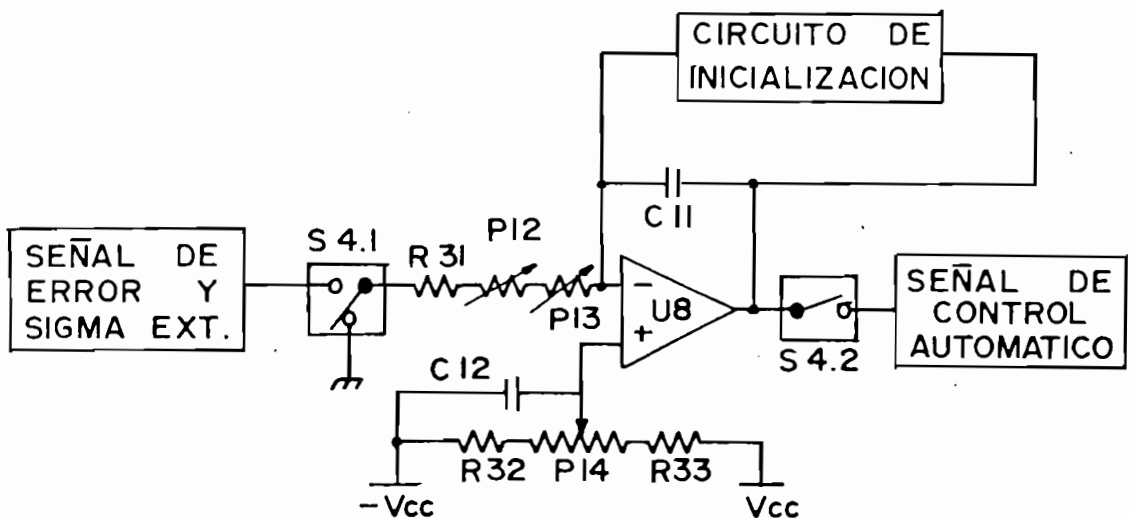 CIRCUITO DE
INICIALIZACION
C 11
SEÑAL DE
ERROR Y
SIGMA EXT.
S 4.1
R 31
P12
P13
−
+
U8
S 4.2
SEÑAL DE
CONTROL
AUTOMATICO
C 12
R32
P14
R33
−Vcc
Vcc